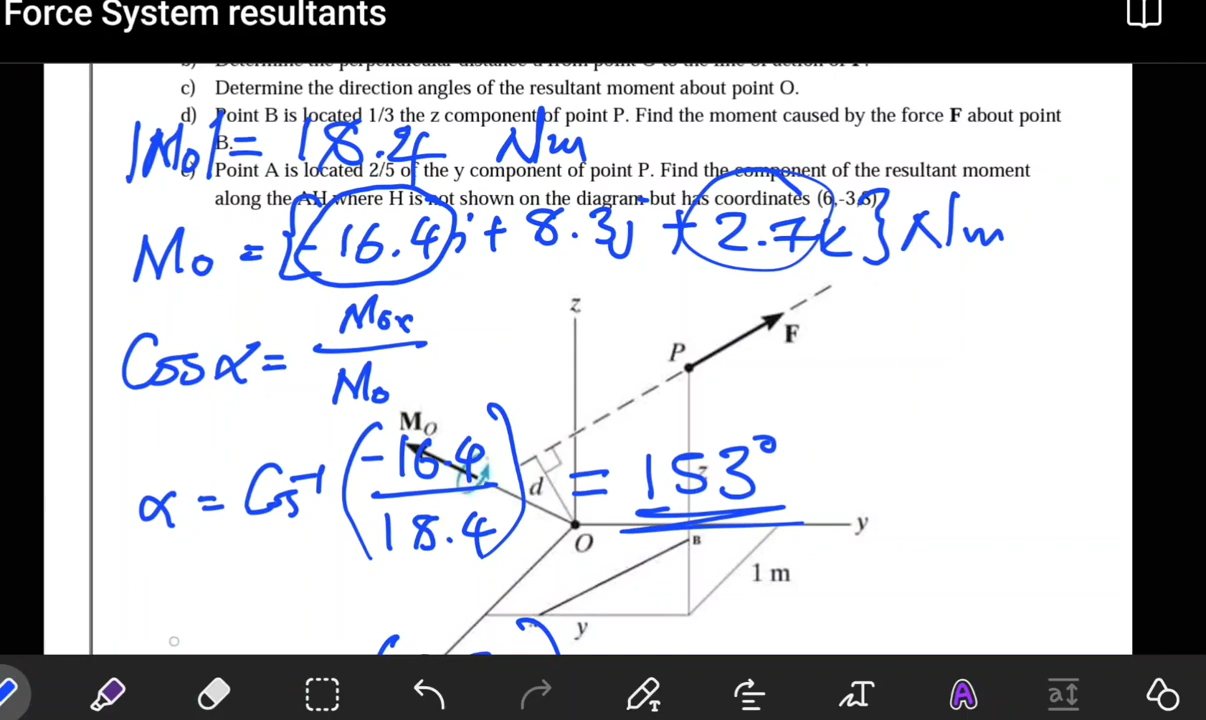 Force System resultants
c) Determine the direction angles of the resultant moment about point O.
d) Point B is located 1/3 the z component of point P. Find the moment caused by the force F about point
B.
|Mo| = 18.4 Nm
Point A is located 2/5 of the y component of point P. Find the component of the resultant moment
along the AH where H is not shown on the diagram but has coordinates (6,-3,8)
Mo = {-16.4i + 8.3j + 2.7k} Nm
z
Cos α = Mox / Mo
F
P
MO
α = Cos⁻¹ (-16.4 / 18.4) = 153°
d
z
O
B
y
1 m
y